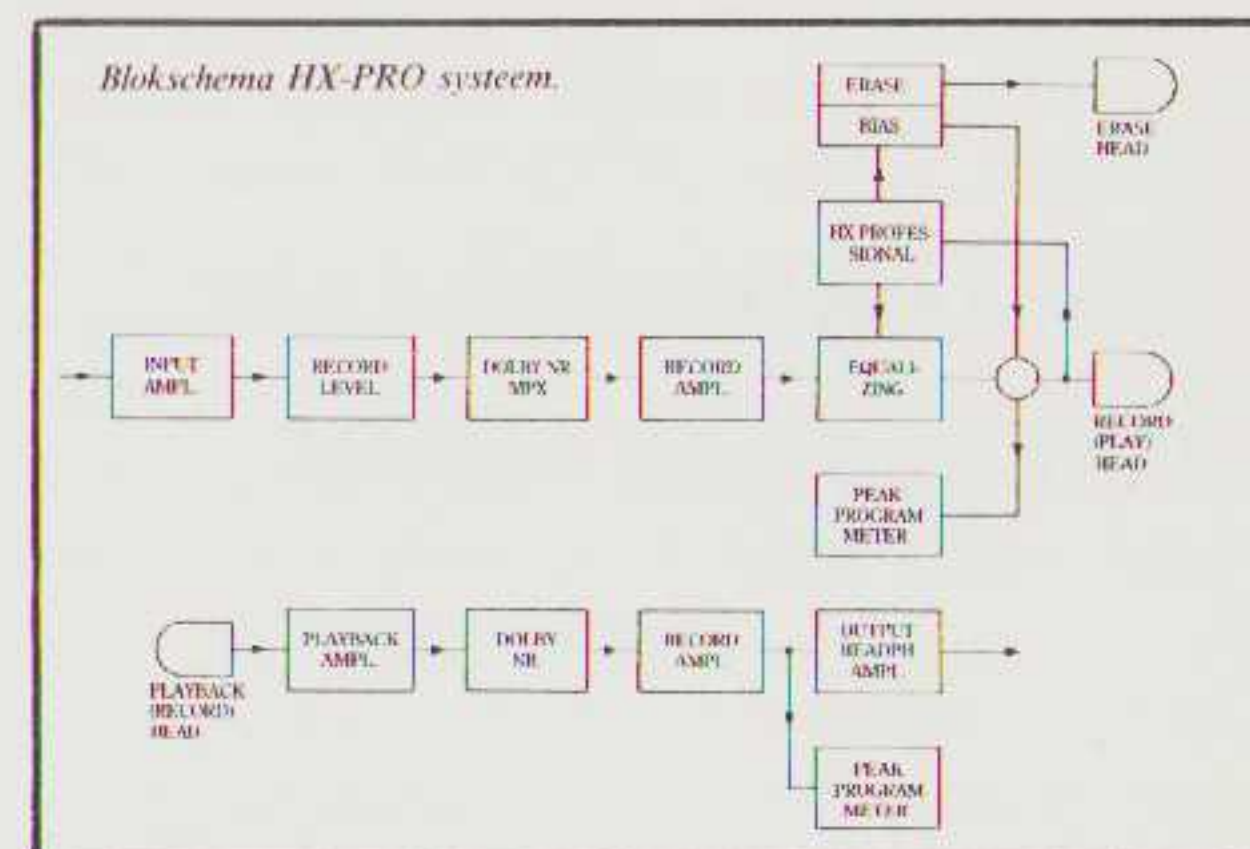 Blokschema HX-PRO systeem.
ERASE
BIAS
ERASE
HEAD
HX PROFES
SIONAL
INPUT
AMPL.
RECORD
LEVEL
DOLBY NR
MPX
RECORD
AMPL.
EQUALI-
ZING
RECORD
(PLAY)
HEAD
PEAK
PROGRAM
METER
PLAYBACK
(RECORD)
HEAD
PLAYBACK
AMPL.
DOLBY
NR
RECORD
AMPL.
OUTPUT
HEADPH
AMPL.
PEAK
PROGRAM
METER